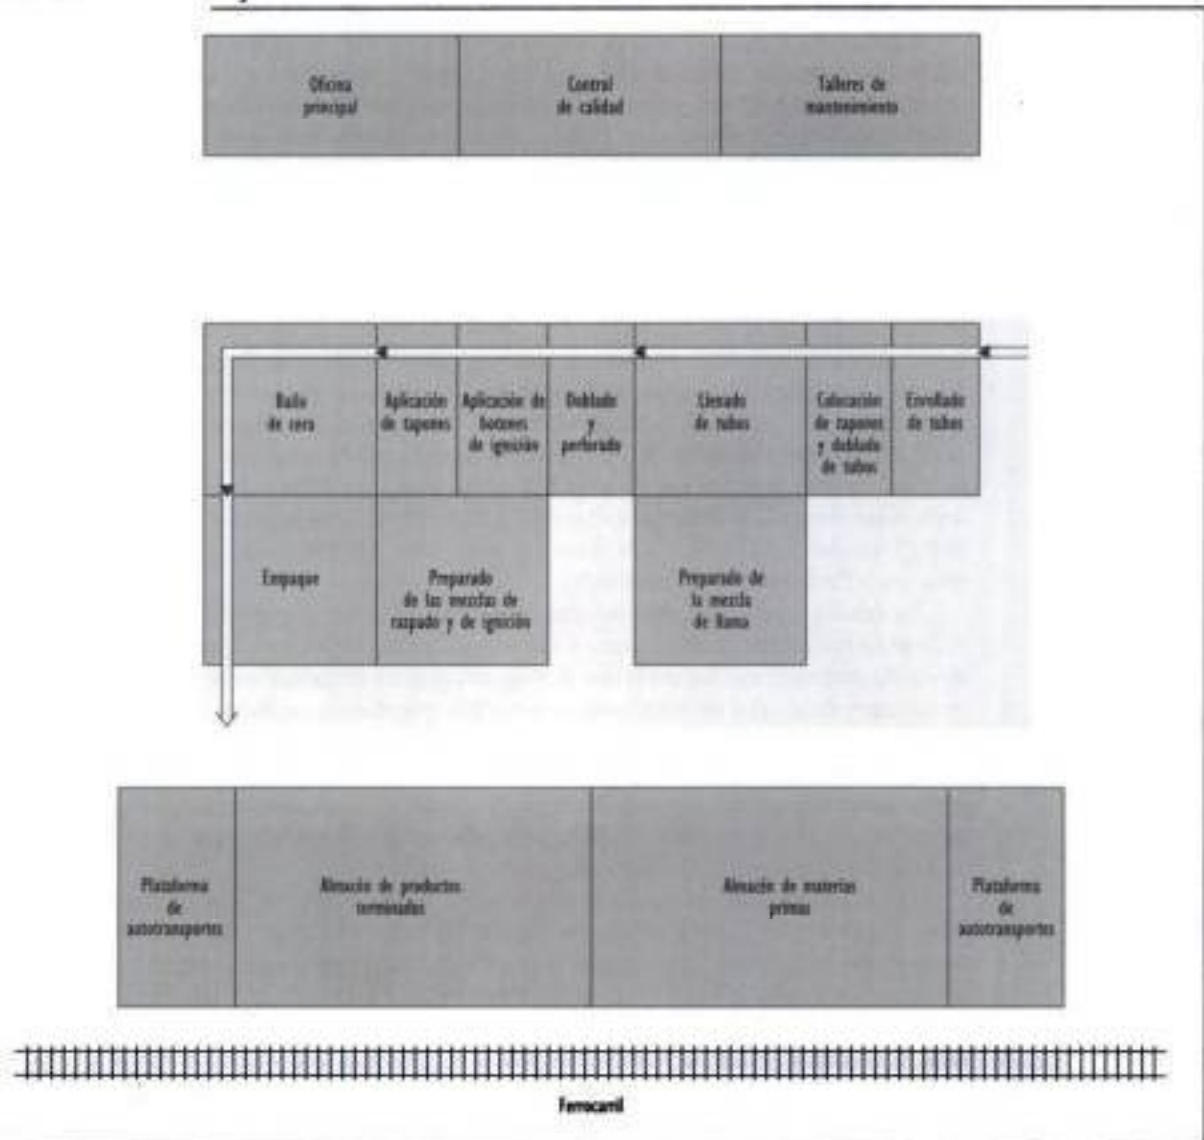 Oficina
principal
Control
de calidad
Talleres de
mantenimiento
Baño
de cera
Aplicación
de tapones
Aplicación de
botones
de ignición
Doblado
y
perforado
Llenado
de tubos
Colocación
de tapones
y doblado
de tubos
Enrollado
de tubos
Empaque
Preparado
de las mezclas de
raspado y de ignición
Preparado de
la mezcla
de flama
Plataforma
de
autotransportes
Almacén de productos
terminados
Almacén de materias
primas
Plataforma
de
autotransportes
Ferrocarril